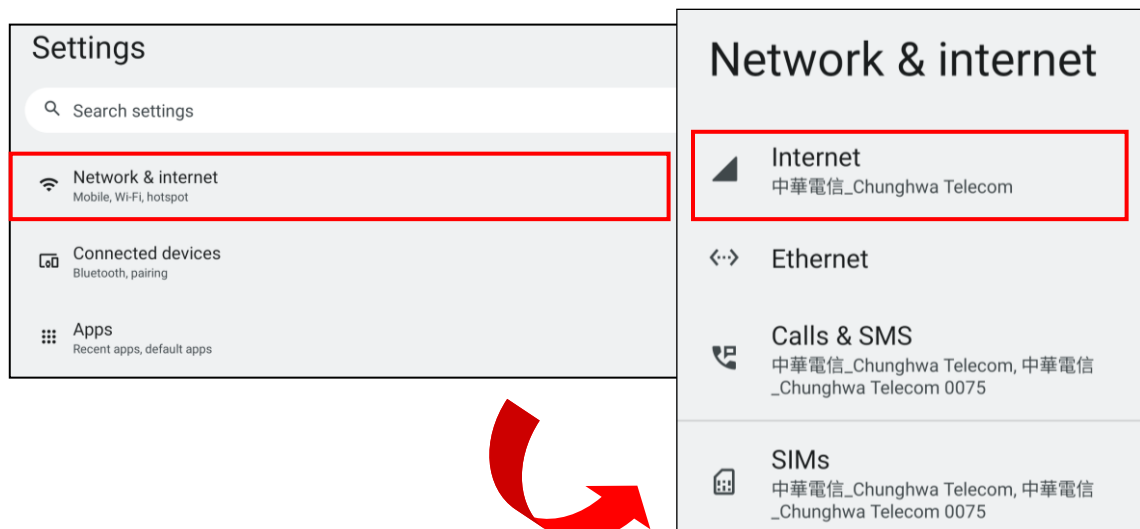 Settings
Search settings
Network & internet
Mobile, Wi-Fi, hotspot
Connected devices
Bluetooth, pairing
Apps
Recent apps, default apps
Network & internet
Internet
中華電信_Chunghwa Telecom
Ethernet
Calls & SMS
中華電信_Chunghwa Telecom, 中華電信
_Chunghwa Telecom 0075
SIMs
中華電信_Chunghwa Telecom, 中華電信
_Chunghwa Telecom 0075